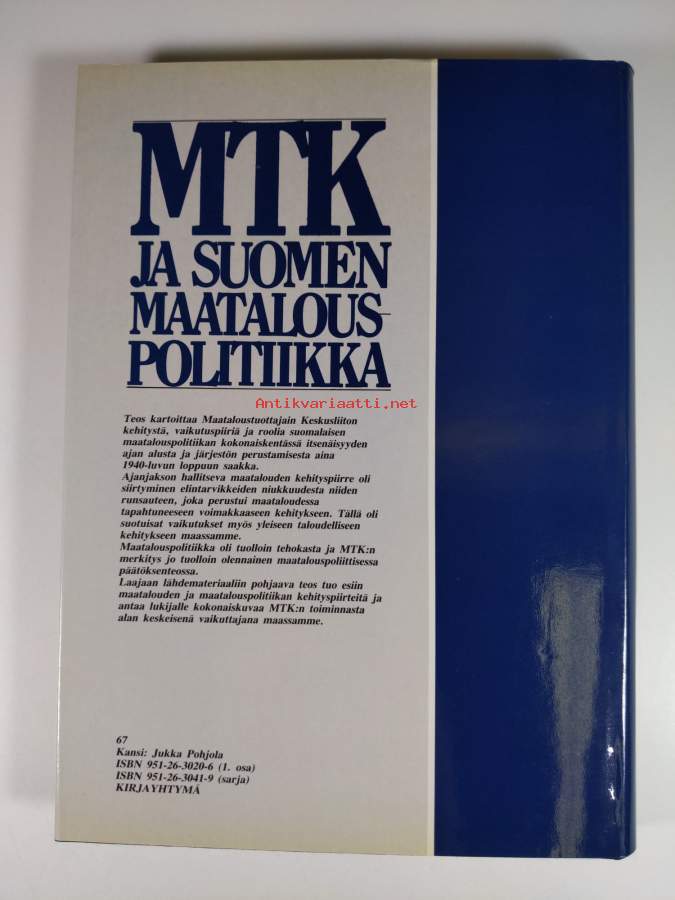 MTK
JA SUOMEN
MAATALOUS-
POLITIIKKA
Antikvariaatti.net
Teos kartoittaa Maataloustuottajain Keskusliiton
kehitystä, vaikutuspiiriä ja roolia suomalaisen
maatalouspolitiikan kokonaiskentässä itsenäisyyden
ajan alusta ja järjestön perustamisesta aina
1940-luvun loppuun saakka.
Ajanjakson hallitseva maatalouden kehityspiirre oli
siirtyminen elintarvikkeiden niukkuudesta niiden
runsauteen, joka perustui maataloudessa
tapahtuneeseen voimakkaaseen kehitykseen. Tällä oli
suotuisat vaikutukset myös yleiseen taloudelliseen
kehitykseen maassamme.
Maatalouspolitiikka oli tuolloin tehokasta ja MTK:n
merkitys jo tuolloin olennainen maatalouspoliittisessa
päätöksenteossa.
Laajaan lähdemateriaaliin pohjaava teos tuo esiin
maatalouden ja maatalouspolitiikan kehityspiirteitä ja
antaa lukijalle kokonaiskuvaa MTK:n toiminnasta
alan keskeisenä vaikuttajana maassamme.
67
Kansi: Jukka Pohjola
ISBN 951-26-3020-6 (1. osa)
ISBN 951-26-3041-9 (sarja)
KIRJAYHTYMÄ